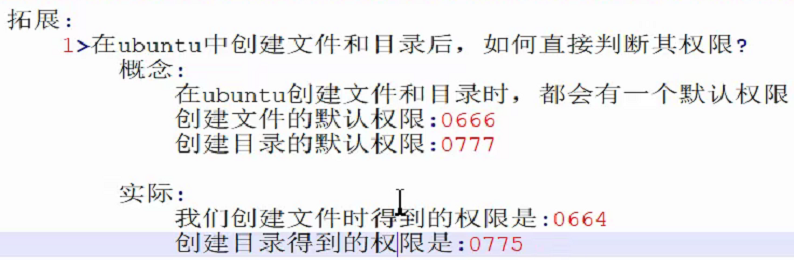 拓展:
1>在ubuntu中创建文件和目录后，如何直接判断其权限?
概念:
在ubuntu创建文件和目录时，都会有一个默认权限
创建文件的默认权限:0666
创建目录的默认权限:0777
实际:
我们创建文件时得到的权限是:0664
创建目录得到的权限是:0775